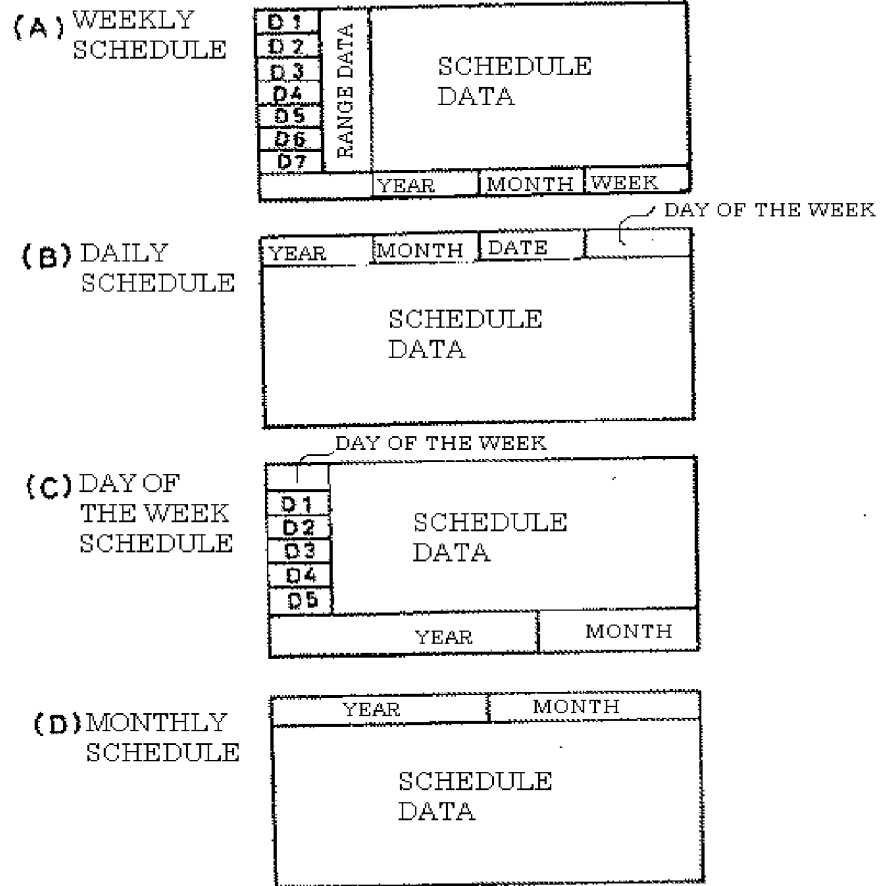 (A) WEEKLY
SCHEDULE
D1
D2
D3
D4
D5
D6
D7
RANGE DATA
SCHEDULE
DATA
YEAR MONTH WEEK
DAY OF THE WEEK
(B) DAILY
SCHEDULE
YEAR MONTH DATE
SCHEDULE
DATA
DAY OF THE WEEK
(C) DAY OF
THE WEEK
SCHEDULE
D1
D2
D3
D4
D5
SCHEDULE
DATA
YEAR MONTH
(D) MONTHLY
SCHEDULE
YEAR MONTH
SCHEDULE
DATA